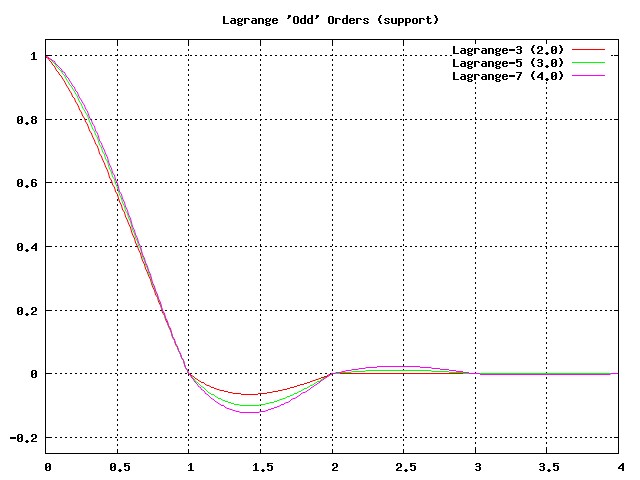 Lagrange 'Odd' Orders (support)
Lagrange-3 (2.0)
Lagrange-5 (3.0)
Lagrange-7 (4.0)
1
0.8
0.6
0.4
0.2
0
-0.2
0 0.5 1 1.5 2 2.5 3 3.5 4